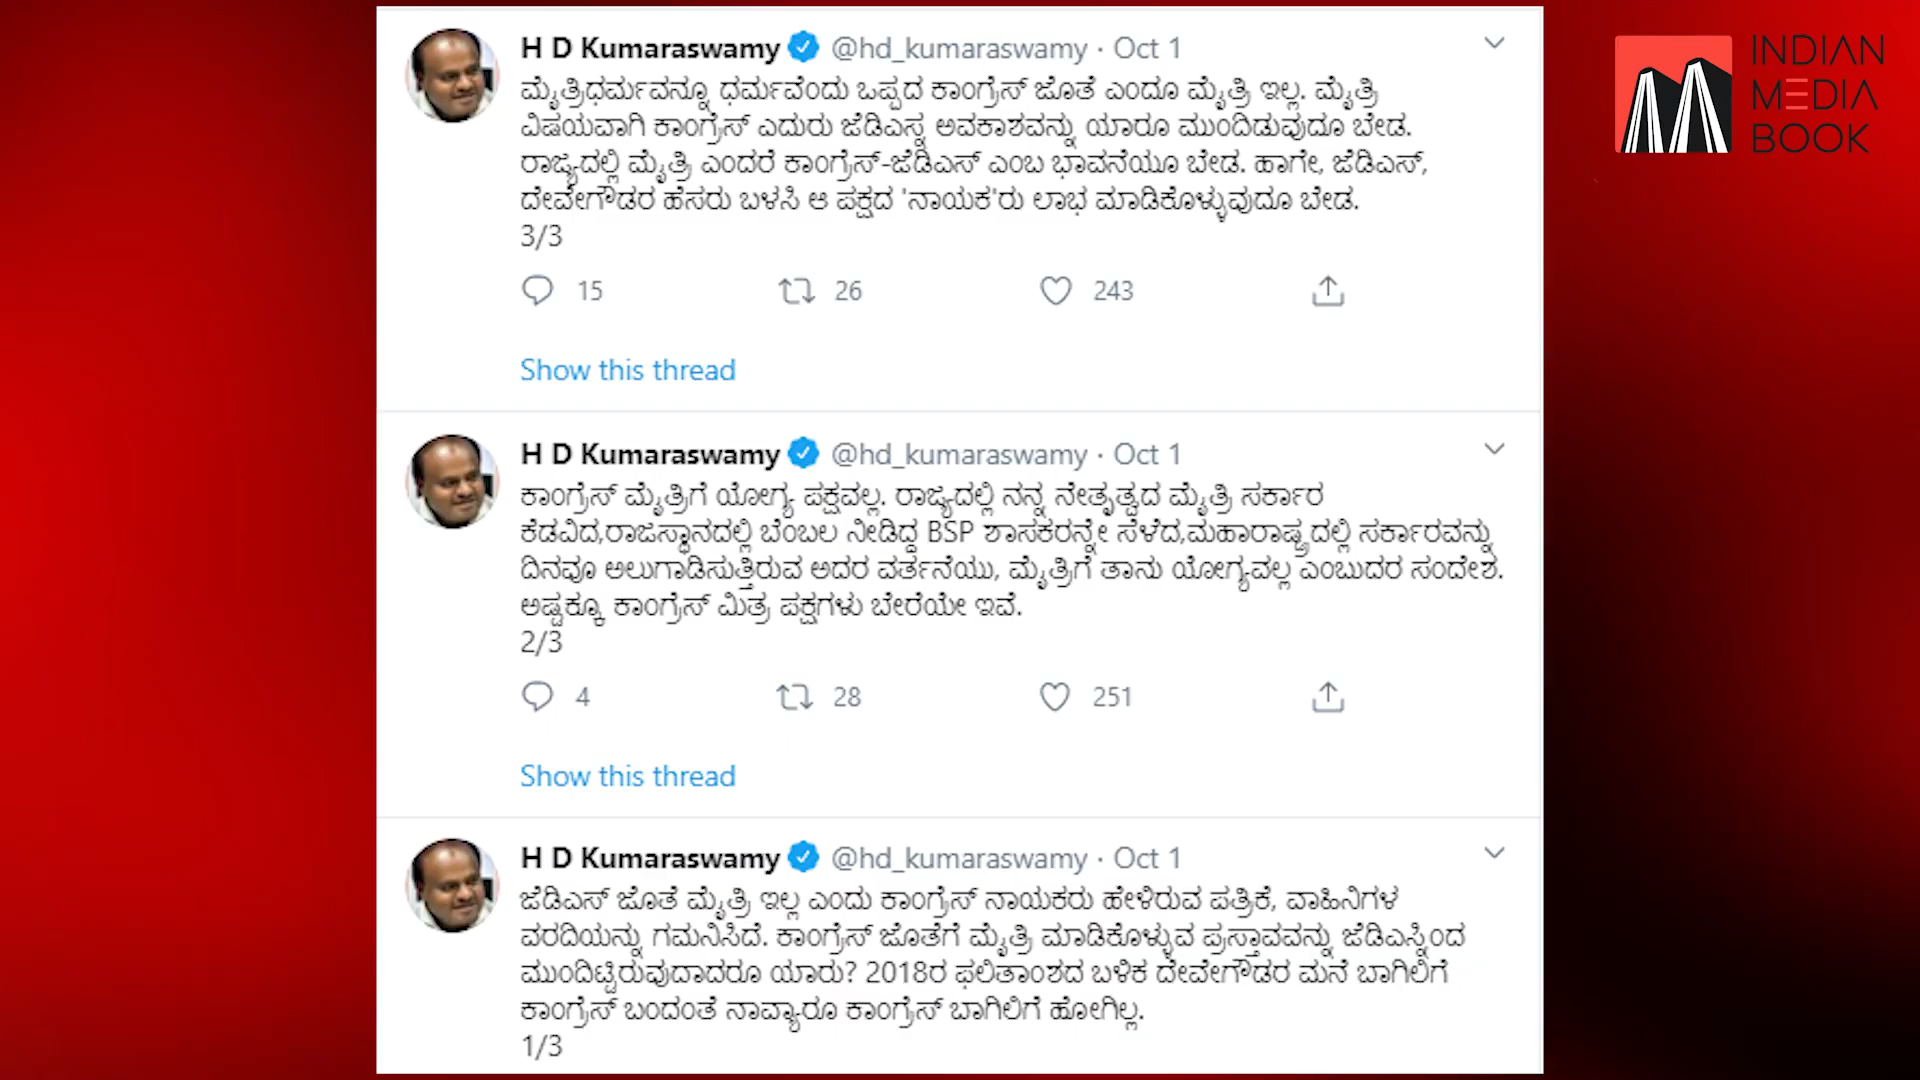 H D Kumaraswamy @hd_kumaraswamy · Oct 1
ಮೈತ್ರಿಧರ್ಮವನ್ನೂ ಧರ್ಮವೆಂದು ಒಪ್ಪದ ಕಾಂಗ್ರೆಸ್ ಜೊತೆ ಎಂದೂ ಮೈತ್ರಿ ಇಲ್ಲ. ಮೈತ್ರಿ
ವಿಷಯವಾಗಿ ಕಾಂಗ್ರೆಸ್ ಎದುರು ಜೆಡಿಎಸ್ನ ಅವಕಾಶವನ್ನು ಯಾರೂ ಮುಂದಿಡುವುದೂ ಬೇಡ.
ರಾಜ್ಯದಲ್ಲಿ ಮೈತ್ರಿ ಎಂದರೆ ಕಾಂಗ್ರೆಸ್-ಜೆಡಿಎಸ್ ಎಂಬ ಭಾವನೆಯೂ ಬೇಡ. ಹಾಗೇ, ಜೆಡಿಎಸ್,
ದೇವೇಗೌಡರ ಹೆಸರು ಬಳಸಿ ಆ ಪಕ್ಷದ 'ನಾಯಕ'ರು ಲಾಭ ಮಾಡಿಕೊಳ್ಳುವುದೂ ಬೇಡ.
3/3
15 26 243
Show this thread
H D Kumaraswamy @hd_kumaraswamy · Oct 1
ಕಾಂಗ್ರೆಸ್ ಮೈತ್ರಿಗೆ ಯೋಗ್ಯ ಪಕ್ಷವಲ್ಲ. ರಾಜ್ಯದಲ್ಲಿ ನನ್ನ ನೇತೃತ್ವದ ಮೈತ್ರಿ ಸರ್ಕಾರ
ಕೆಡವಿದ,ರಾಜಸ್ಥಾನದಲ್ಲಿ ಬೆಂಬಲ ನೀಡಿದ್ದ BSP ಶಾಸಕರನ್ನೇ ಸೆಳೆದ,ಮಹಾರಾಷ್ಟ್ರದಲ್ಲಿ ಸರ್ಕಾರವನ್ನು
ದಿನವೂ ಅಲುಗಾಡಿಸುತ್ತಿರುವ ಅದರ ವರ್ತನೆಯು, ಮೈತ್ರಿಗೆ ತಾನು ಯೋಗ್ಯವಲ್ಲ ಎಂಬುದರ ಸಂದೇಶ.
ಅಷ್ಟಕ್ಕೂ ಕಾಂಗ್ರೆಸ್ ಮಿತ್ರ ಪಕ್ಷಗಳು ಬೇರೆಯೇ ಇವೆ.
2/3
4 28 251
Show this thread
H D Kumaraswamy @hd_kumaraswamy · Oct 1
ಜೆಡಿಎಸ್ ಜೊತೆ ಮೈತ್ರಿ ಇಲ್ಲ ಎಂದು ಕಾಂಗ್ರೆಸ್ ನಾಯಕರು ಹೇಳಿರುವ ಪತ್ರಿಕೆ, ವಾಹಿನಿಗಳ
ವರದಿಯನ್ನು ಗಮನಿಸಿದೆ. ಕಾಂಗ್ರೆಸ್ ಜೊತೆಗೆ ಮೈತ್ರಿ ಮಾಡಿಕೊಳ್ಳುವ ಪ್ರಸ್ತಾವವನ್ನು ಜೆಡಿಎಸ್ನಿಂದ
ಮುಂದಿಟ್ಟಿರುವುದಾದರೂ ಯಾರು? 2018ರ ಫಲಿತಾಂಶದ ಬಳಿಕ ದೇವೇಗೌಡರ ಮನೆ ಬಾಗಿಲಿಗೆ
ಕಾಂಗ್ರೆಸ್ ಬಂದಂತೆ ನಾವ್ಯಾರೂ ಕಾಂಗ್ರೆಸ್ ಬಾಗಿಲಿಗೆ ಹೋಗಿಲ್ಲ.
1/3
INDIAN
MEDIA
BOOK